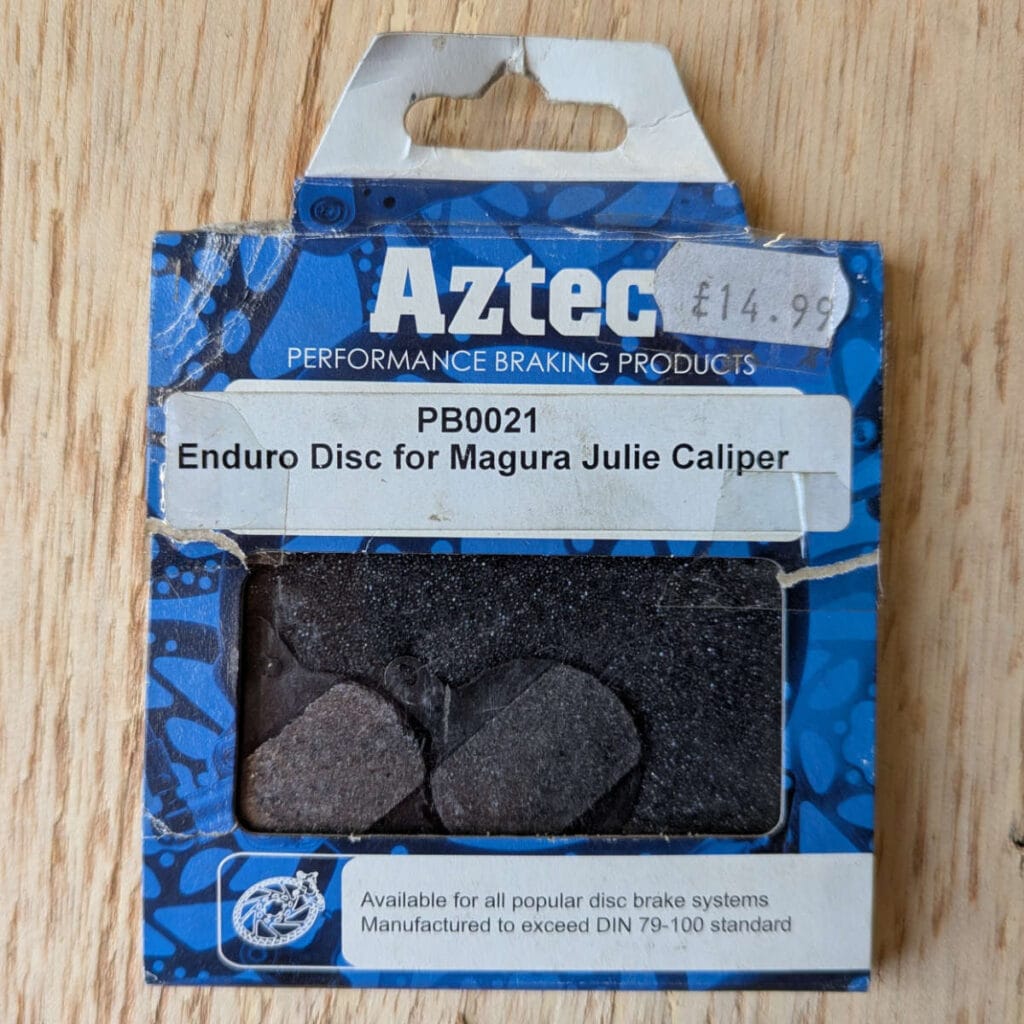 Aztec
£14.99
PERFORMANCE BRAKING PRODUCTS
PB0021
Enduro Disc for Magura Julie Caliper
Available for all popular disc brake systems
Manufactured to exceed DIN 79-100 standard